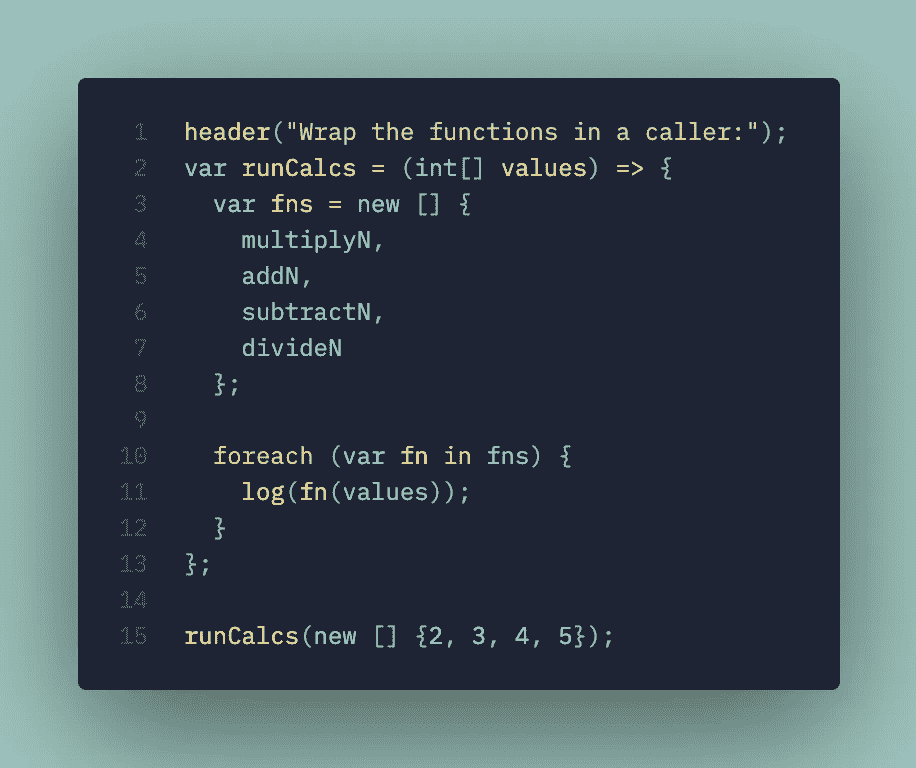 1 header("Wrap the functions in a caller:");
2 var runCalcs = (int[] values) => {
3   var fns = new [] {
4     multiplyN,
5     addN,
6     subtractN,
7     divideN
8   };
9
10   foreach (var fn in fns) {
11     log(fn(values));
12   }
13 };
14
15 runCalcs(new [] {2, 3, 4, 5});